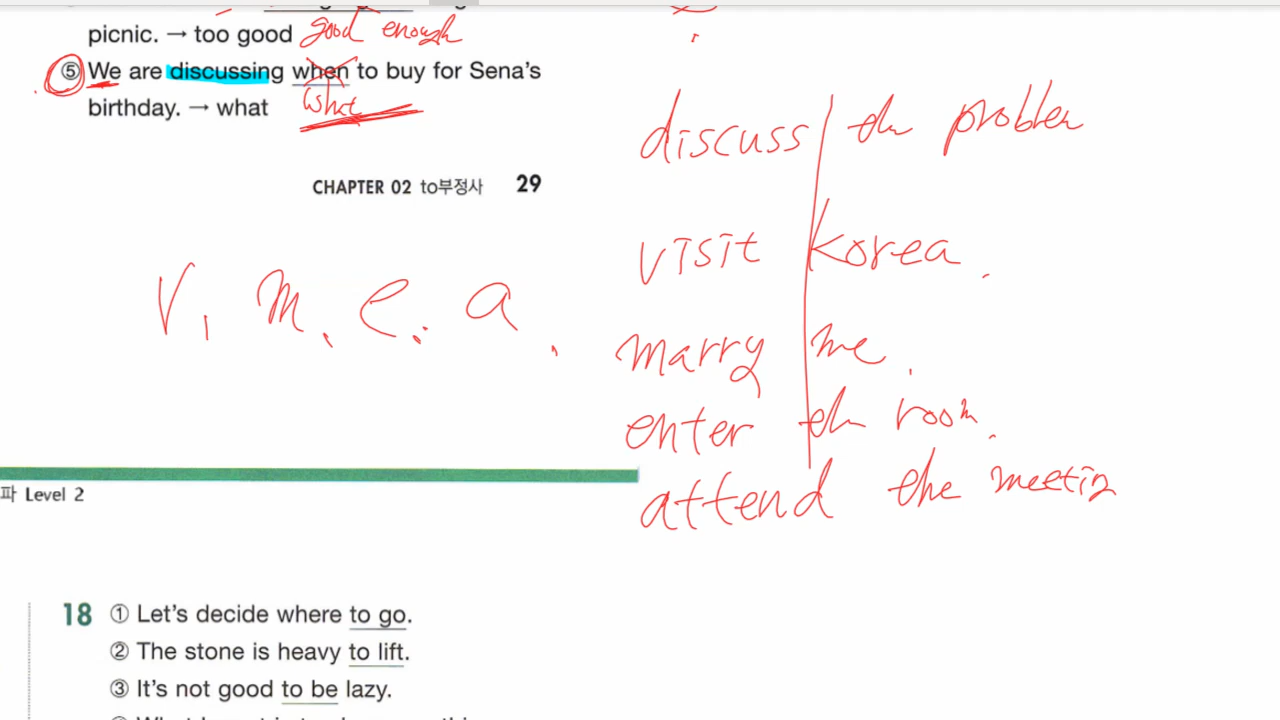 picnic. → too good good enough
⑤ We are discussing when to buy for Sena's
birthday. → what what
CHAPTER 02 to부정사 29
V, m, e, a,
discuss the problem
visit Korea.
marry me.
enter the room.
attend the meeting
파 Level 2
18 ① Let's decide where to go.
② The stone is heavy to lift.
③ It's not good to be lazy.